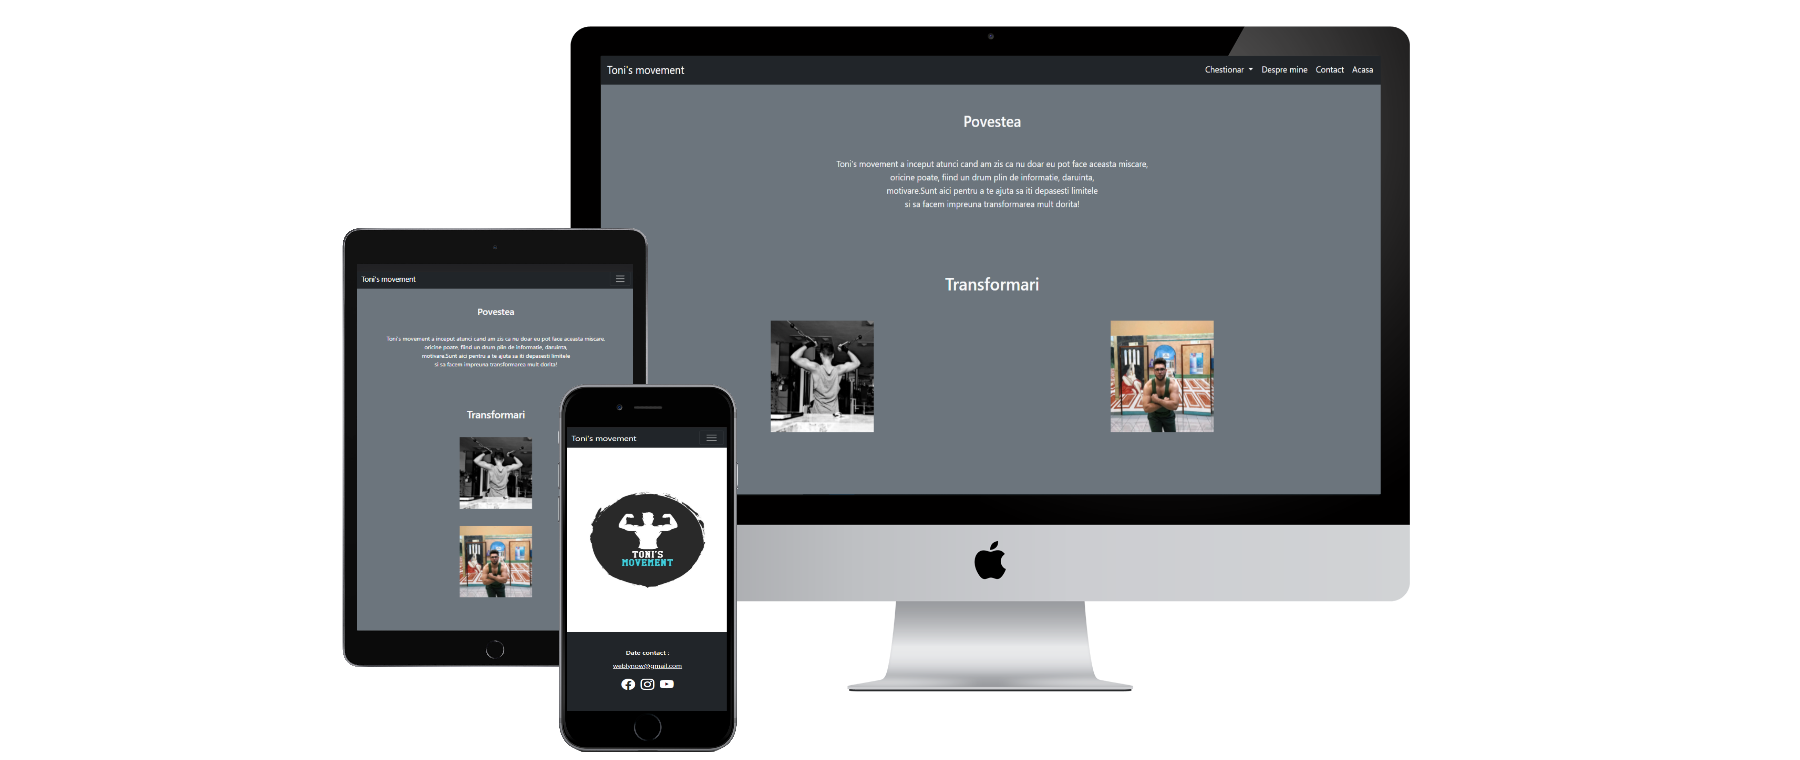 Toni's movement
Chestionar Despre mine Contact Acasa
Povestea
Toni's movement a inceput atunci cand am zis ca nu doar eu pot face aceasta miscare,
oricine poate, fiind un drum plin de informatie, daruinta,
motivare.Sunt aici pentru a te ajuta sa iti depasesti limitele
si sa facem impreuna transformarea mult dorita!
Transformari
Toni's movement
Povestea
Toni's movement a inceput atunci cand am zis ca nu doar eu pot face aceasta miscare,
oricine poate, fiind un drum plin de informatie, daruinta,
motivare.Sunt aici pentru a te ajuta sa iti depasesti limitele
si sa facem impreuna transformarea mult dorita!
Transformari
Toni's movement
TONI'S
MOVEMENT
Date contact :
weblynow@gmail.com